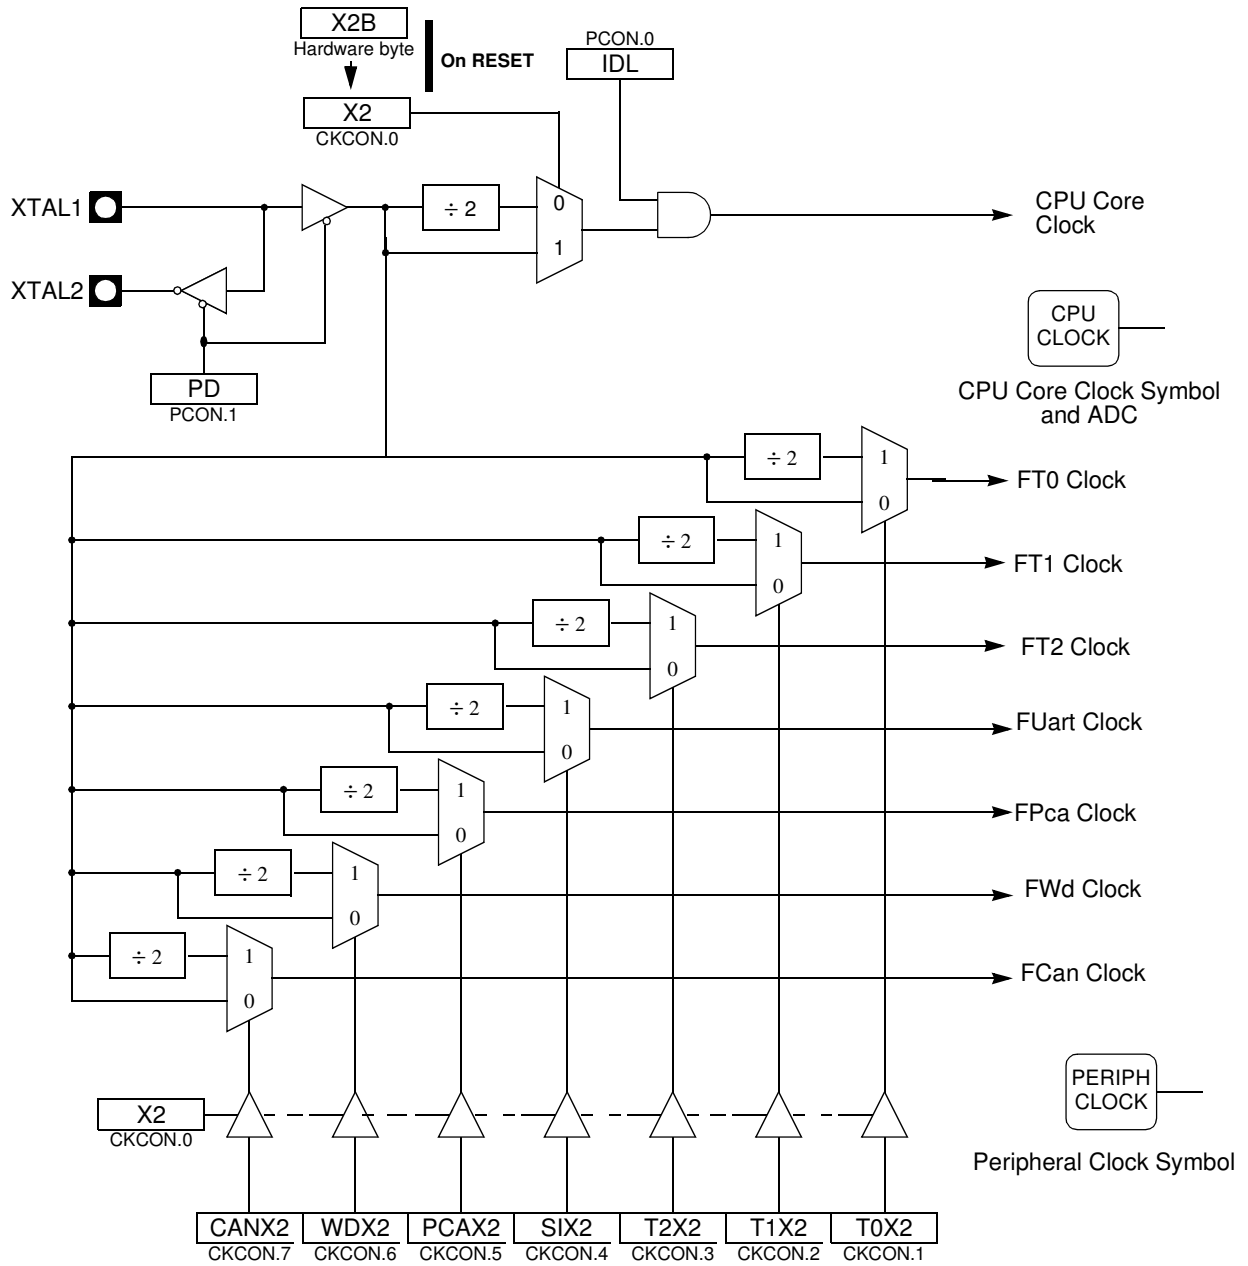 X2B
Hardware byte
On RESET
X2
CKCON.0
PCON.0
IDL
XTAL1
÷ 2
0
1
CPU Core
Clock
XTAL2
PD
PCON.1
CPU
CLOCK
CPU Core Clock Symbol
and ADC
÷ 2
1
0
FT0 Clock
÷ 2
1
0
FT1 Clock
÷ 2
1
0
FT2 Clock
÷ 2
1
0
FUart Clock
÷ 2
1
0
FPca Clock
÷ 2
1
0
FWd Clock
÷ 2
1
0
FCan Clock
X2
CKCON.0
PERIPH
CLOCK
Peripheral Clock Symbol
CANX2
CKCON.7
WDX2
CKCON.6
PCAX2
CKCON.5
SIX2
CKCON.4
T2X2
CKCON.3
T1X2
CKCON.2
T0X2
CKCON.1